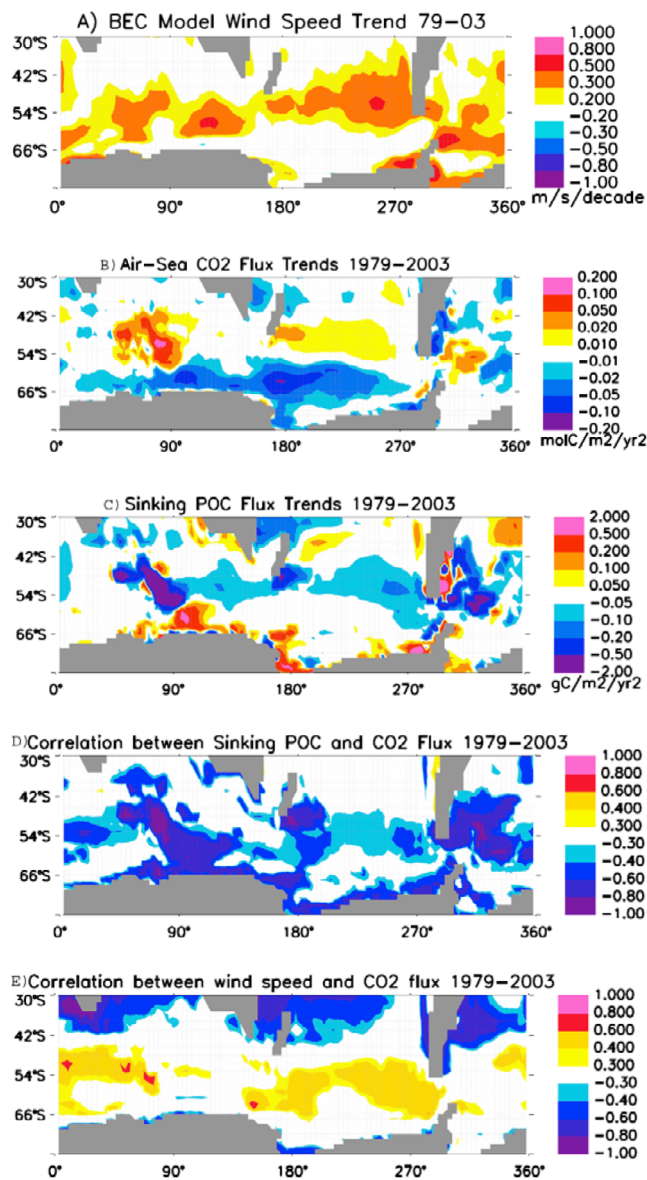 A) BEC Model Wind Speed Trend 79-03
30°S
42°S
54°S
66°S
0° 90° 180° 270° 360°
1.000
0.800
0.500
0.300
0.200
-0.20
-0.30
-0.50
-0.80
-1.00
m/s/decade
B) Air-Sea CO2 Flux Trends 1979-2003
30°S
42°S
54°S
66°S
0° 90° 180° 270° 360°
0.200
0.100
0.050
0.020
0.010
-0.01
-0.02
-0.05
-0.10
-0.20
molC/m2/yr2
C) Sinking POC Flux Trends 1979-2003
30°S
42°S
54°S
66°S
0° 90° 180° 270° 360°
2.000
0.500
0.200
0.100
0.050
-0.05
-0.10
-0.20
-0.50
-2.00
gC/m2/yr2
D) Correlation between Sinking POC and CO2 Flux 1979-2003
30°S
42°S
54°S
66°S
0° 90° 180° 270° 360°
1.000
0.800
0.600
0.400
0.300
-0.30
-0.40
-0.60
-0.80
-1.00
E) Correlation between wind speed and CO2 flux 1979-2003
30°S
42°S
54°S
66°S
0° 90° 180° 270° 360°
1.000
0.800
0.600
0.400
0.300
-0.30
-0.40
-0.60
-0.80
-1.00